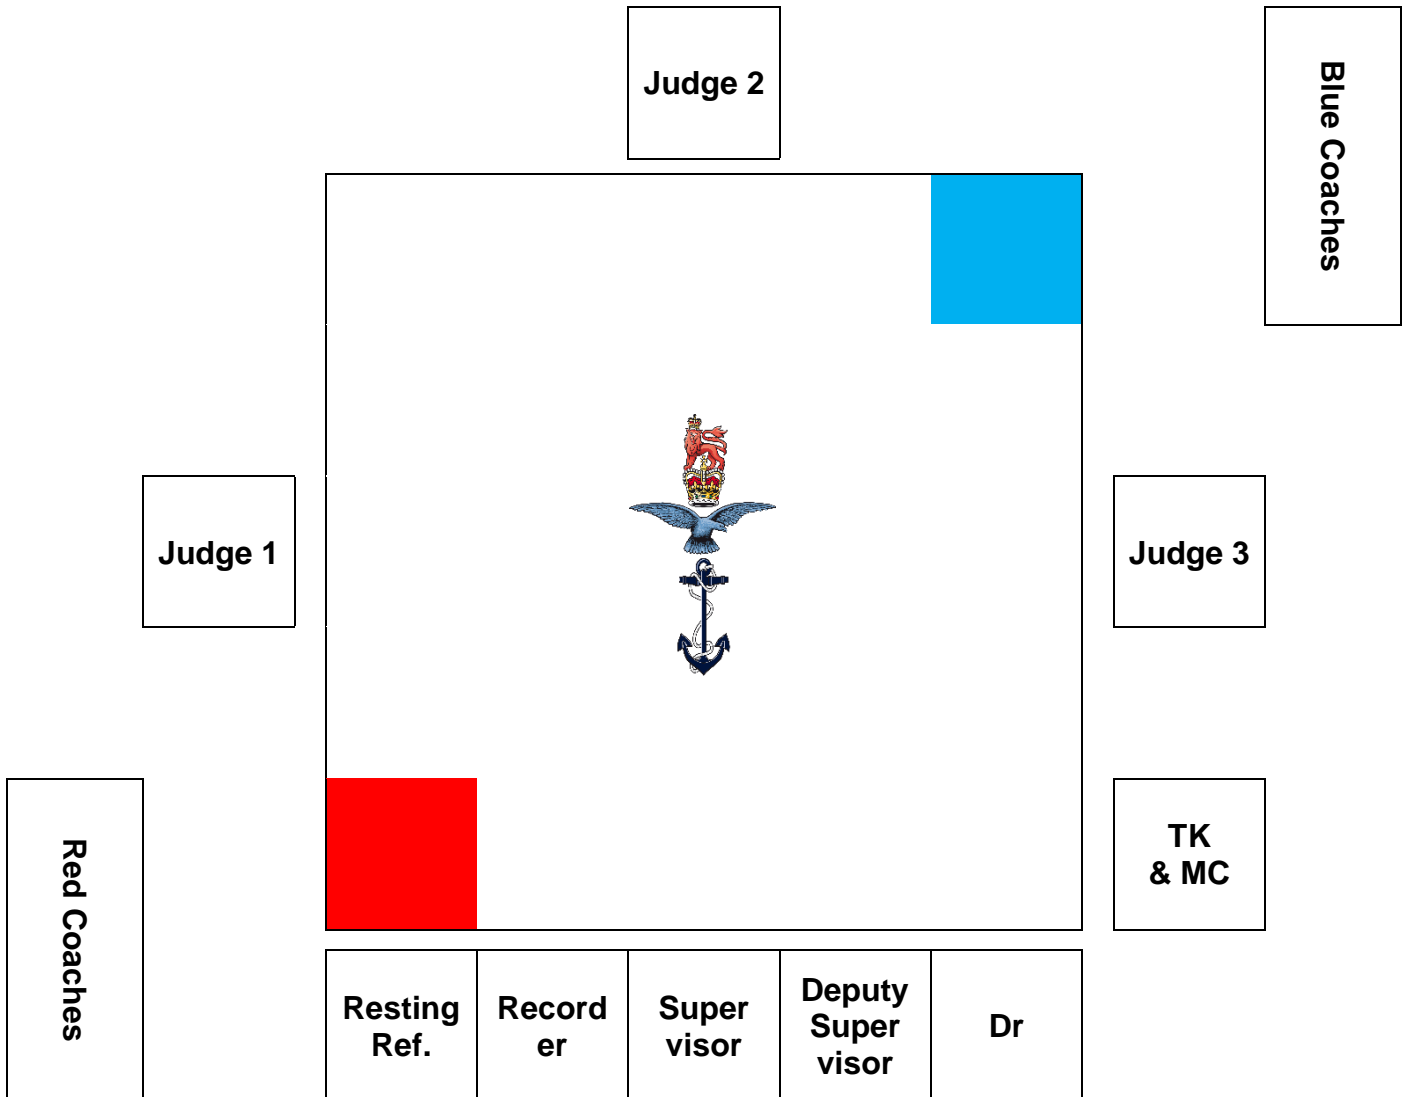 Judge 2
Blue Coaches
Judge 1
Judge 3
TK
& MC
Red Coaches
Resting
Ref.
Record
er
Super
visor
Deputy
Super
visor
Dr